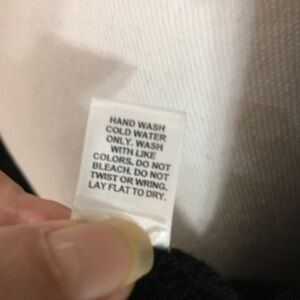 HAND WASH
COLD WATER
ONLY. WASH
WITH LIKE
COLORS. DO NOT
BLEACH. DO NOT
TWIST OR WRING.
LAY FLAT TO DRY.